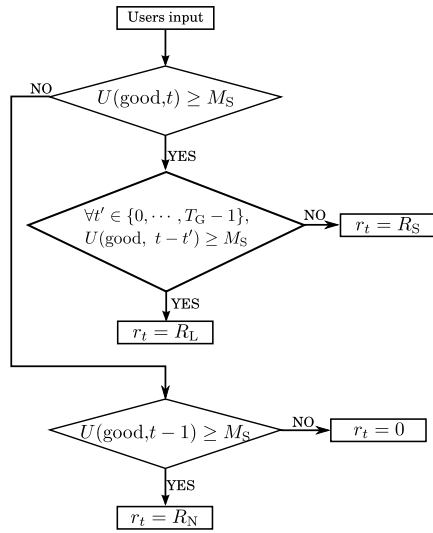 Users input
U(good,t) ≥ M_S
NO
YES
∀t′ ∈ {0, ⋯ , T_G − 1},
U(good, t − t′) ≥ M_S
NO
r_t = R_S
YES
r_t = R_L
U(good,t − 1) ≥ M_S
NO
r_t = 0
YES
r_t = R_N